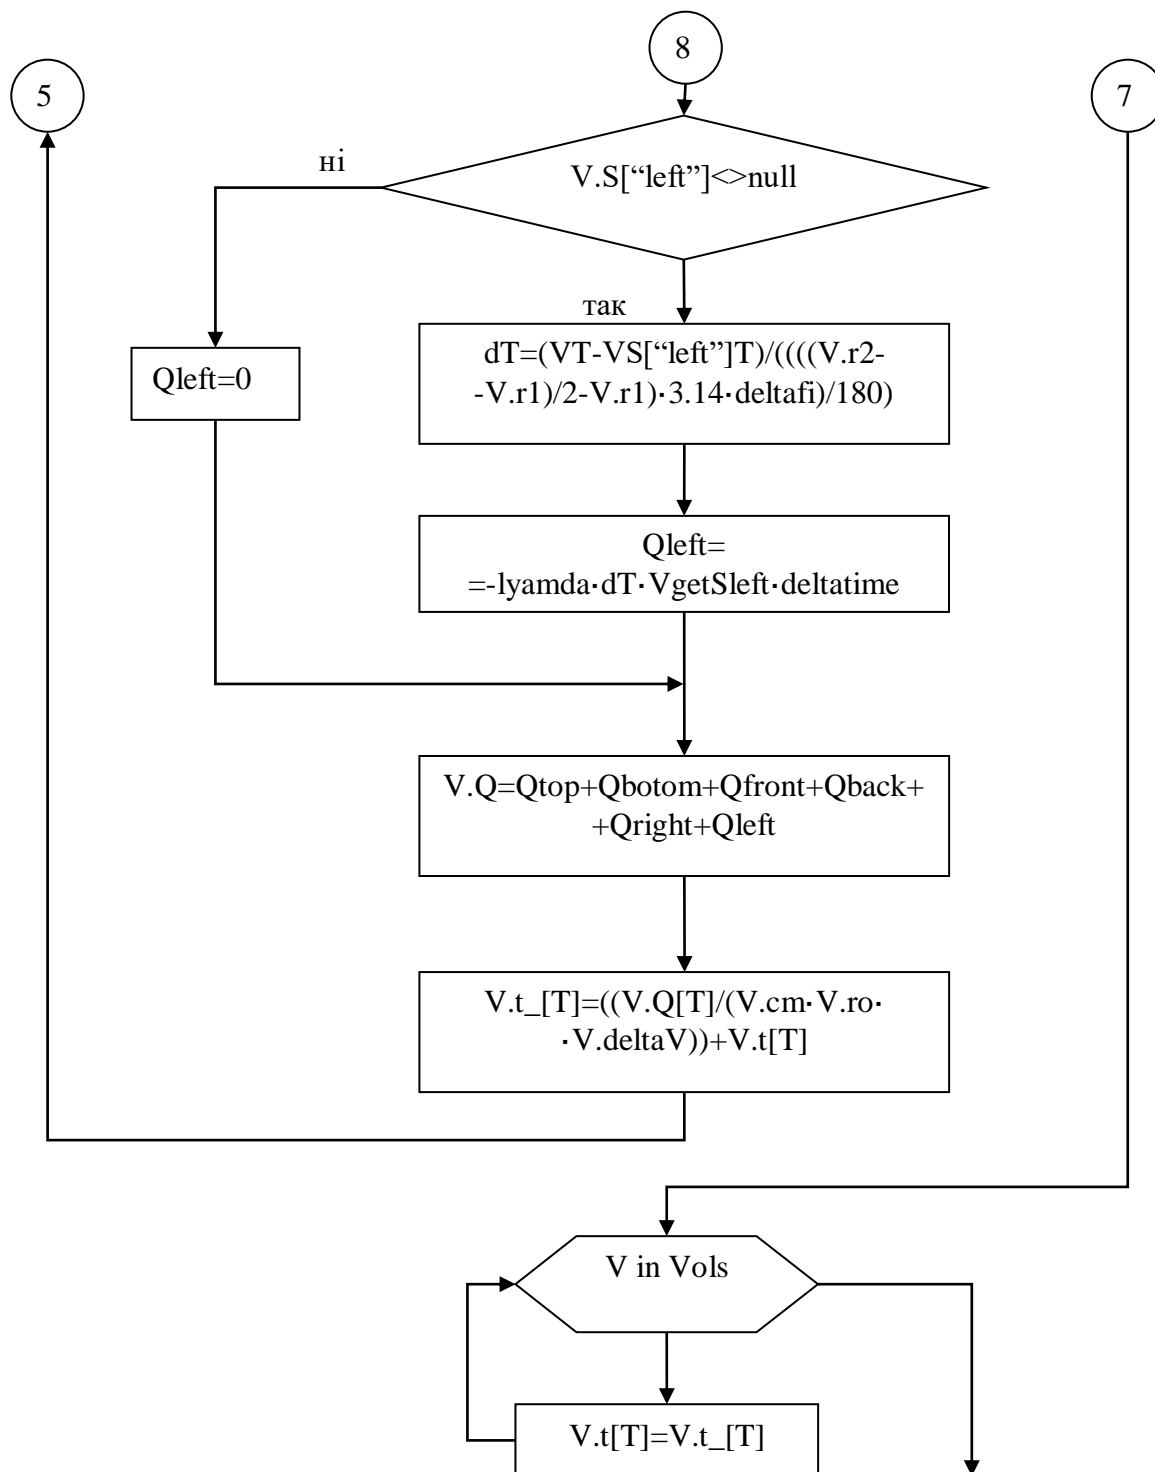 8
5
7
V.S[“left”]<>null
ні
так
dT=(VT-VS[“left”]T)/((((V.r2-
-V.r1)/2-V.r1)·3.14·deltafi)/180)
Qleft=0
Qleft=
=-lyamda·dT·VgetSleft·deltatime
V.Q=Qtop+Qbotom+Qfront+Qback+
+Qright+Qleft
V.t_[T]=((V.Q[T]/(V.cm·V.ro·
·V.deltaV))+V.t[T]
V in Vols
V.t[T]=V.t_[T]